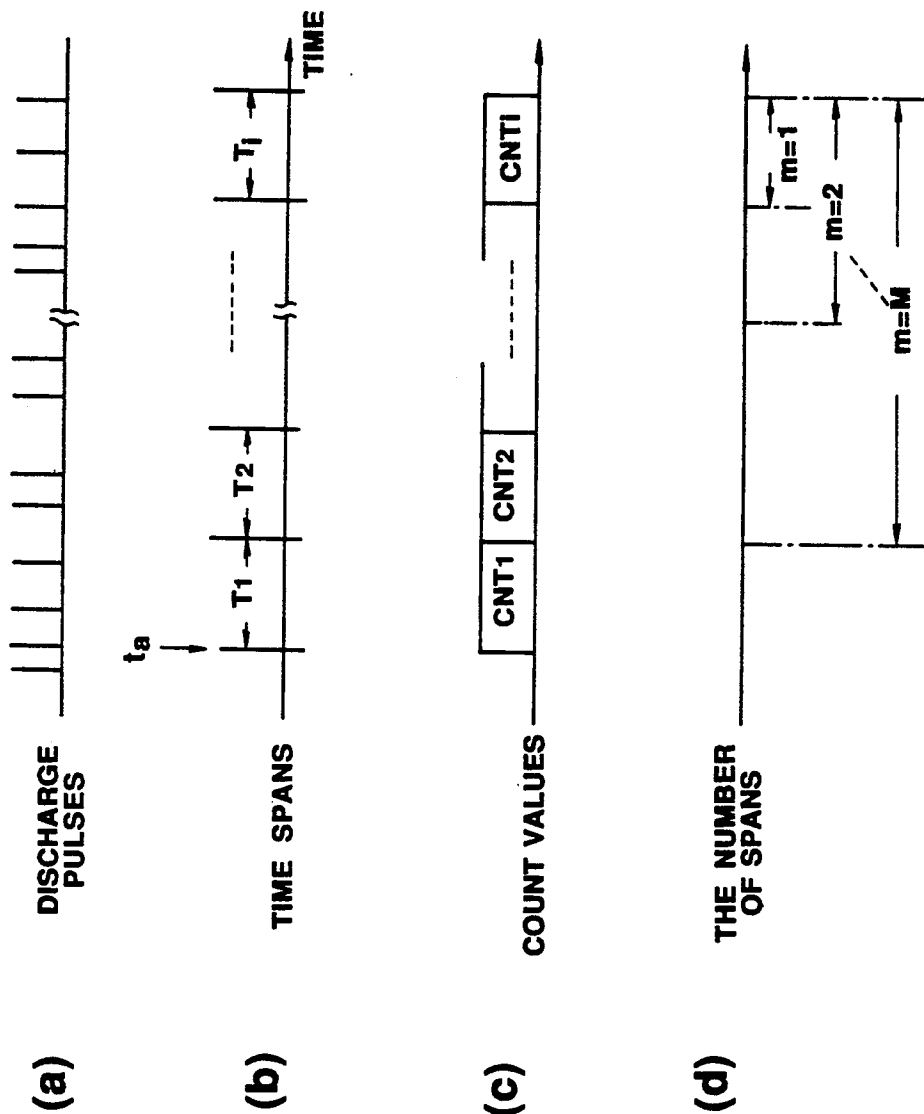 (a)
DISCHARGE
PULSES
(b)
TIME SPANS
ta
T1
T2
Ti
TIME
(c)
COUNT VALUES
CNT1
CNT2
CNTi
(d)
THE NUMBER
OF SPANS
m=1
m=2
m=M